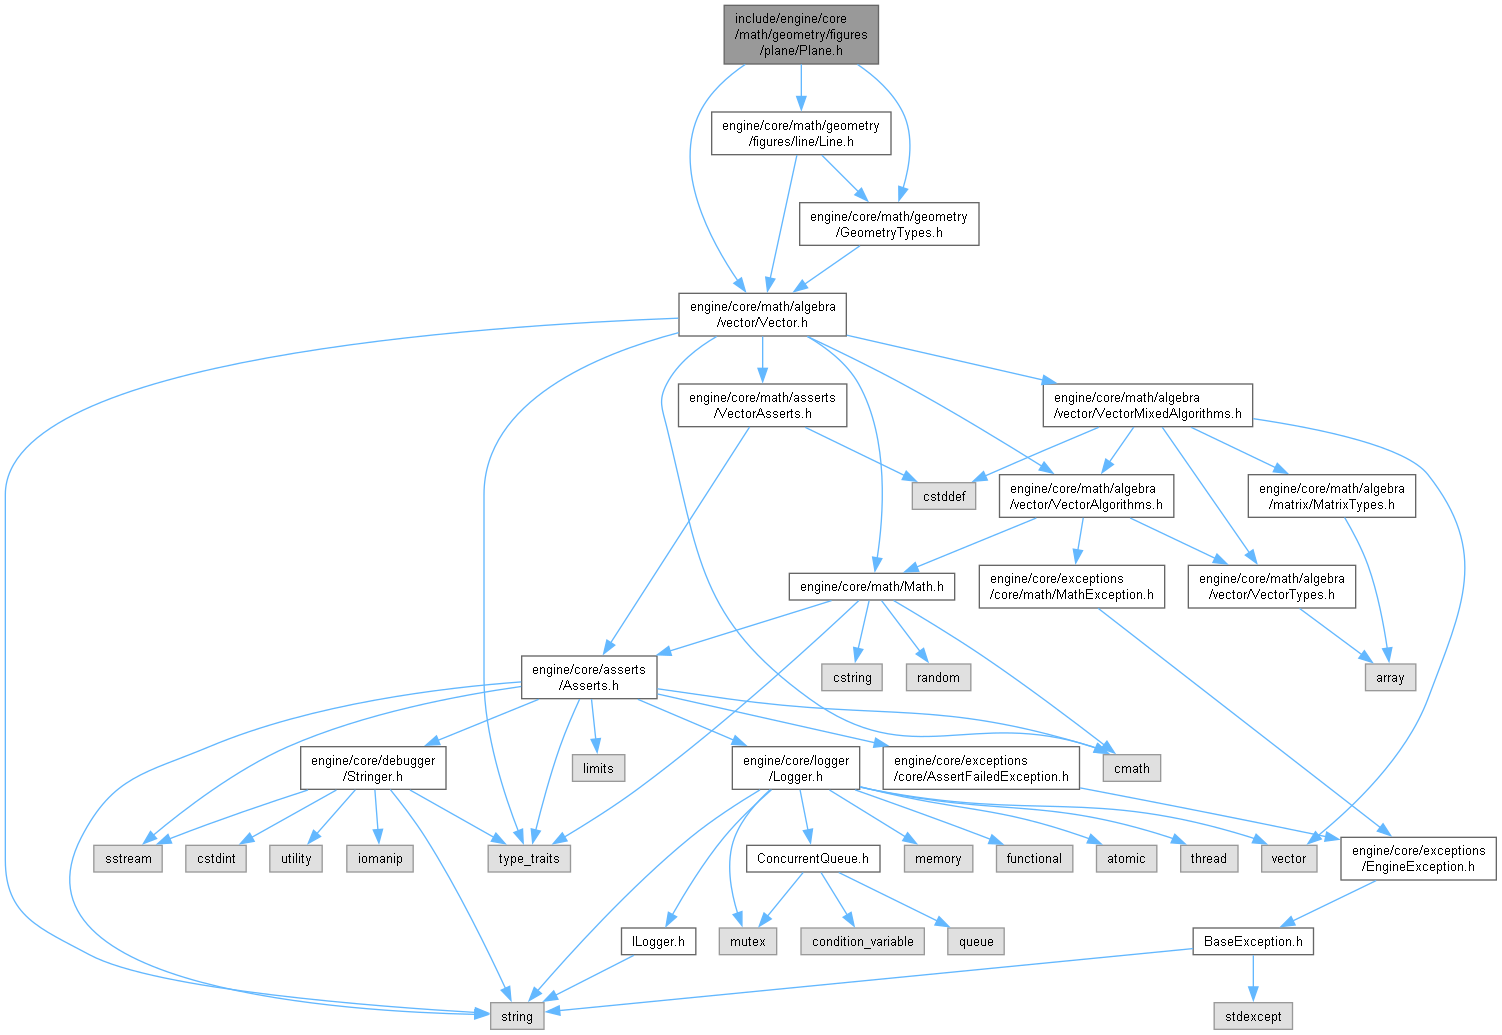 include/engine/core
/math/geometry/figures
/plane/Plane.h
engine/core/math/geometry
/figures/line/Line.h
engine/core/math/geometry
/GeometryTypes.h
engine/core/math/algebra
/vector/Vector.h
engine/core/math/asserts
/VectorAsserts.h
engine/core/math/algebra
/vector/VectorMixedAlgorithms.h
cstddef
engine/core/math/algebra
/vector/VectorAlgorithms.h
engine/core/math/algebra
/matrix/MatrixTypes.h
engine/core/math/Math.h
engine/core/exceptions
/core/math/MathException.h
engine/core/math/algebra
/vector/VectorTypes.h
engine/core/asserts
/Asserts.h
cstring
random
array
engine/core/debugger
/Stringer.h
limits
engine/core/logger
/Logger.h
engine/core/exceptions
/core/AssertFailedException.h
cmath
sstream
cstdint
utility
iomanip
type_traits
ConcurrentQueue.h
memory
functional
atomic
thread
vector
engine/core/exceptions
/EngineException.h
ILogger.h
mutex
condition_variable
queue
BaseException.h
string
stdexcept